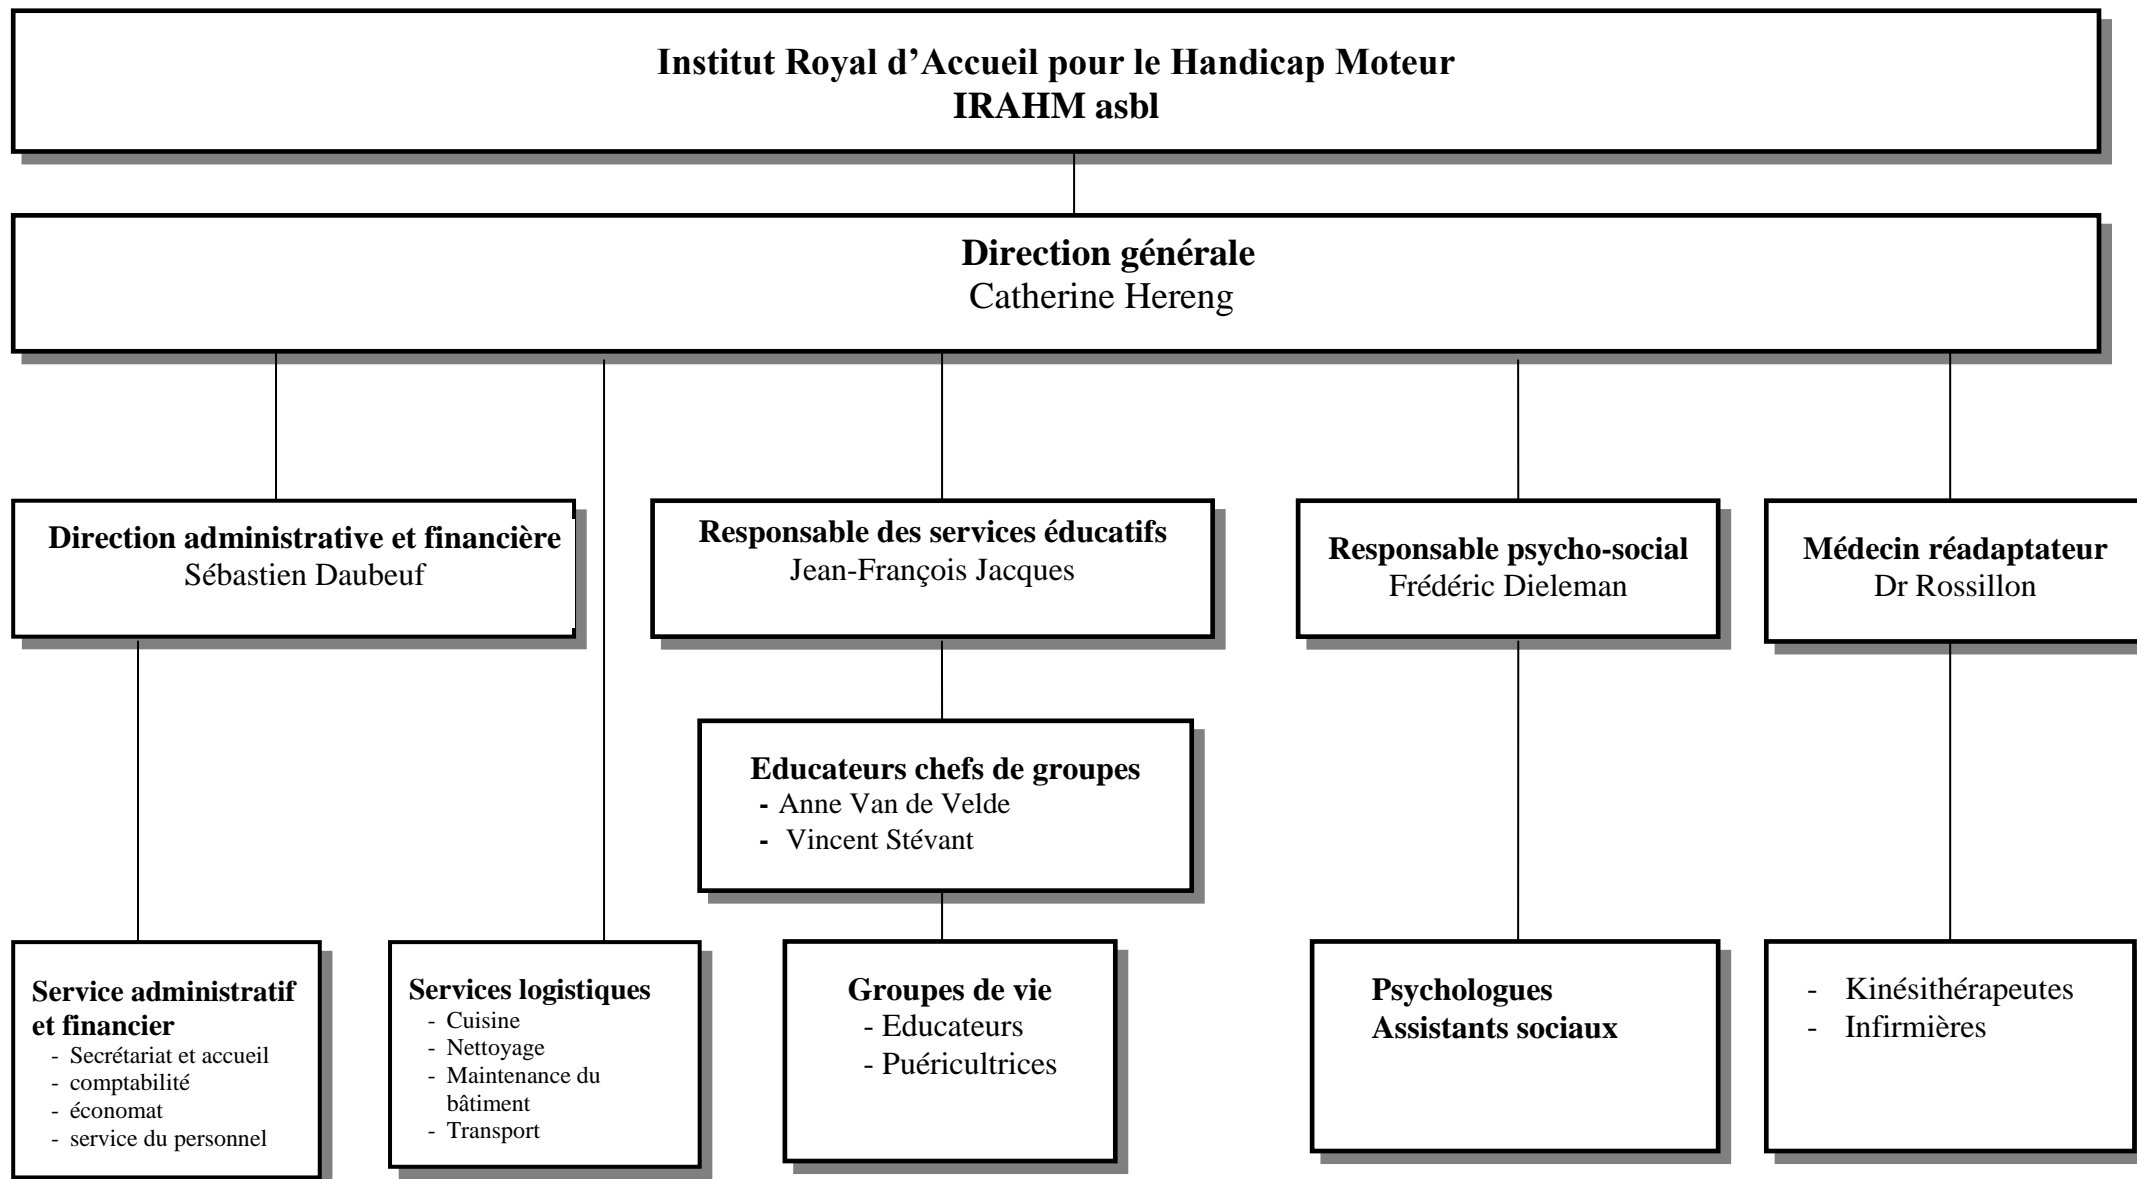 Institut Royal d’Accueil pour le Handicap Moteur
IRAHM asbl
Direction générale
Catherine Hereng
Direction administrative et financière
Sébastien Daubeuf
Responsable des services éducatifs
Jean-François Jacques
Responsable psycho-social
Frédéric Dieleman
Médecin réadaptateur
Dr Rossillon
Educateurs chefs de groupes
- Anne Van de Velde
- Vincent Stévant
Service administratif
et financier
- Secrétariat et accueil
- comptabilité
- économat
- service du personnel
Services logistiques
- Cuisine
- Nettoyage
- Maintenance du
bâtiment
- Transport
Groupes de vie
- Educateurs
- Puéricultrices
Psychologues
Assistants sociaux
- Kinésithérapeutes
- Infirmières